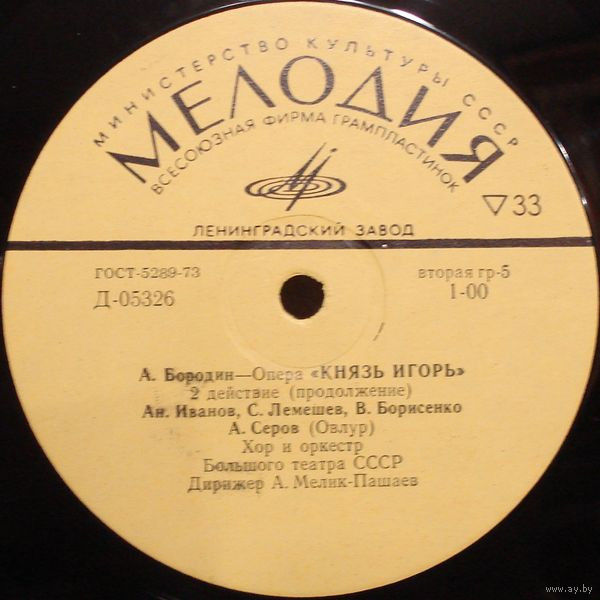 МИНИСТЕРСТВО КУЛЬТУРЫ СССР
МЕЛОДИЯ
ВСЕСОЮЗНАЯ ФИРМА ГРАМПЛАСТИНОК
▽33
ЛЕНИНГРАДСКИЙ ЗАВОД
ГОСТ-5289-73
вторая гр-5
Д-05326
1-00
А. Бородин—Опера «КНЯЗЬ ИГОРЬ»
2 действие (продолжение)
Ан. Иванов, С. Лемешев, В. Борисенко
А. Серов (Овлур)
Хор и оркестр
Большого театра СССР
Дирижер А. Мелик-Пашаев
www.ay.by